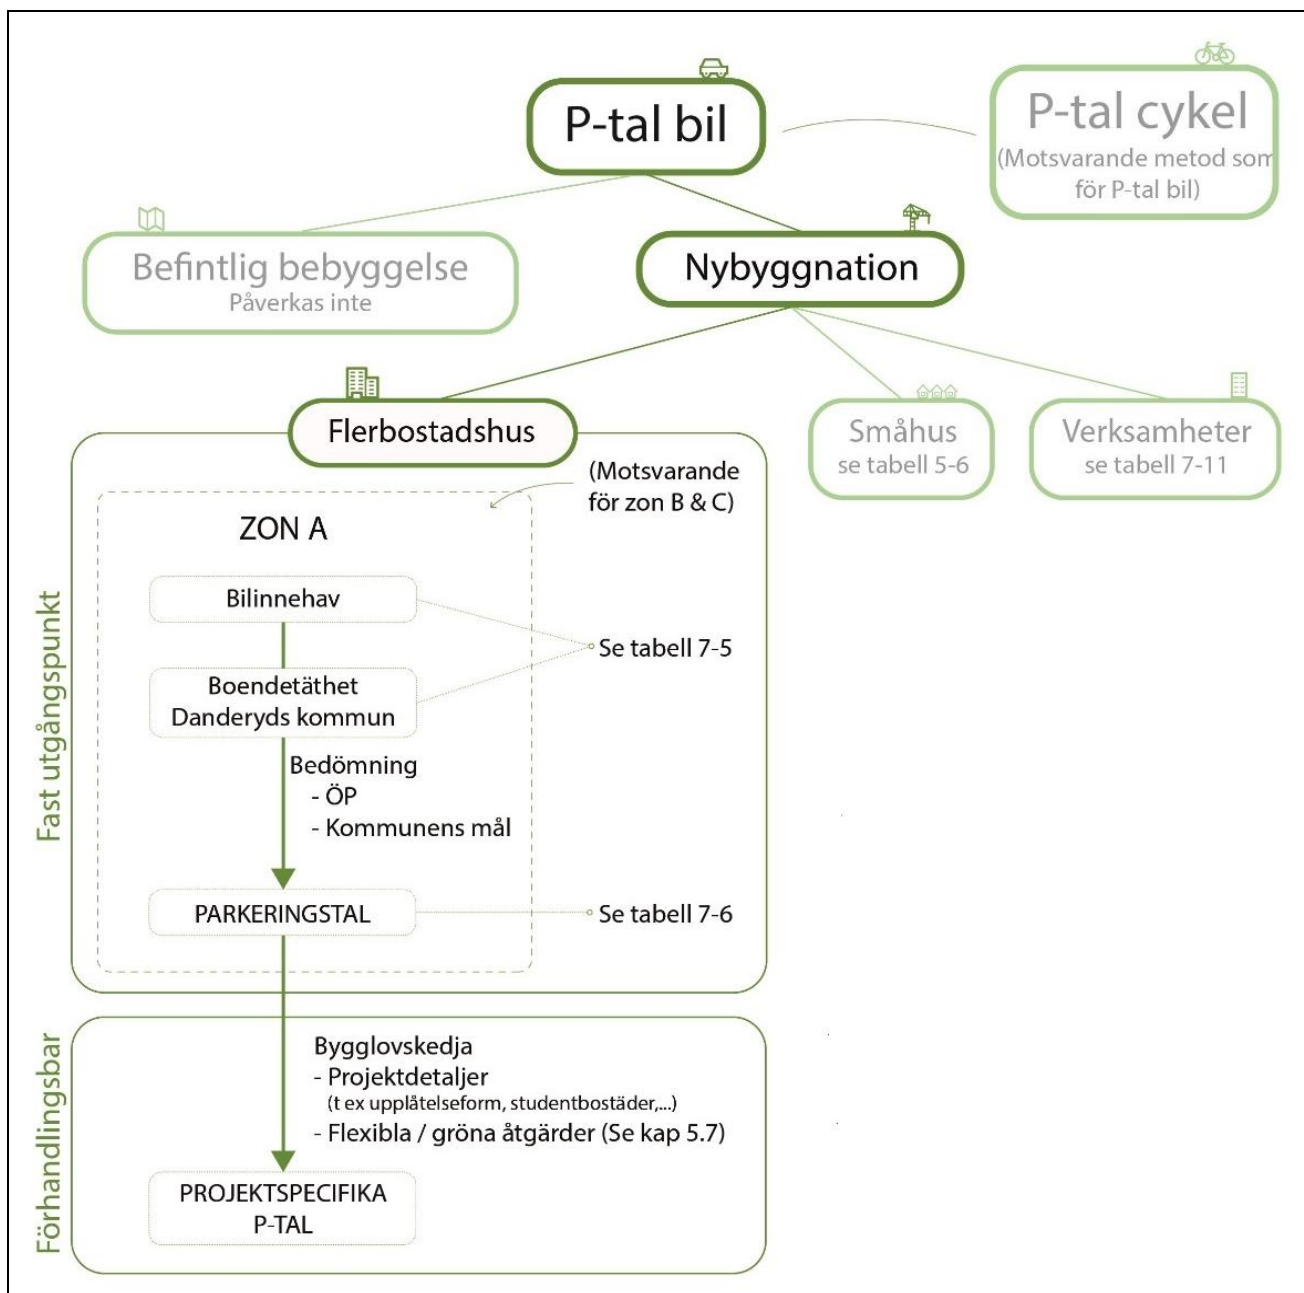 P-tal bil
P-tal cykel
(Motsvarande metod som
för P-tal bil)
Befintlig bebyggelse
Påverkas inte
Nybyggnation
Flerbostadshus
Småhus
se tabell 5-6
Verksamheter
se tabell 7-11
(Motsvarande
för zon B & C)
ZON A
Fast utgångspunkt
Bilinnehav
Se tabell 7-5
Boendetäthet
Danderyds kommun
Bedömning
- ÖP
- Kommunens mål
PARKERINGSTAL
Se tabell 7-6
Förhandlingsbar
Bygglovskedja
- Projektdetaljer
(t ex upplåtelseform, studentbostäder,...)
- Flexibla / gröna åtgärder (Se kap 5.7)
PROJEKTSPECIFIKA
P-TAL